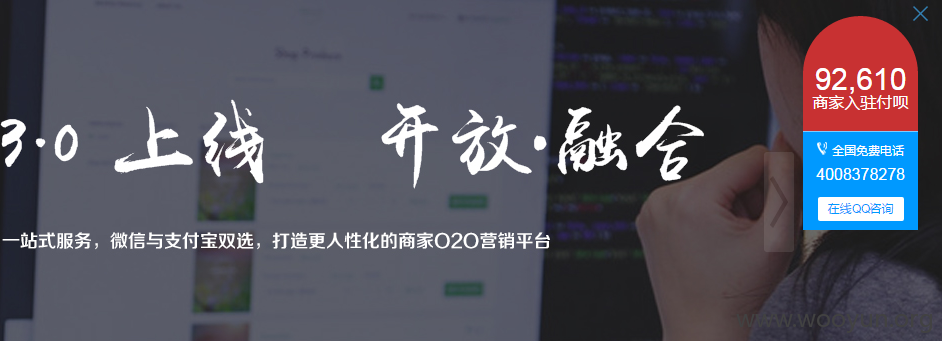 3·0 上线 开放·融合
一站式服务，微信与支付宝双选，打造更人性化的商家O2O营销平台
92,610
商家入驻付呗
全国免费电话
4008378278
在线QQ咨询